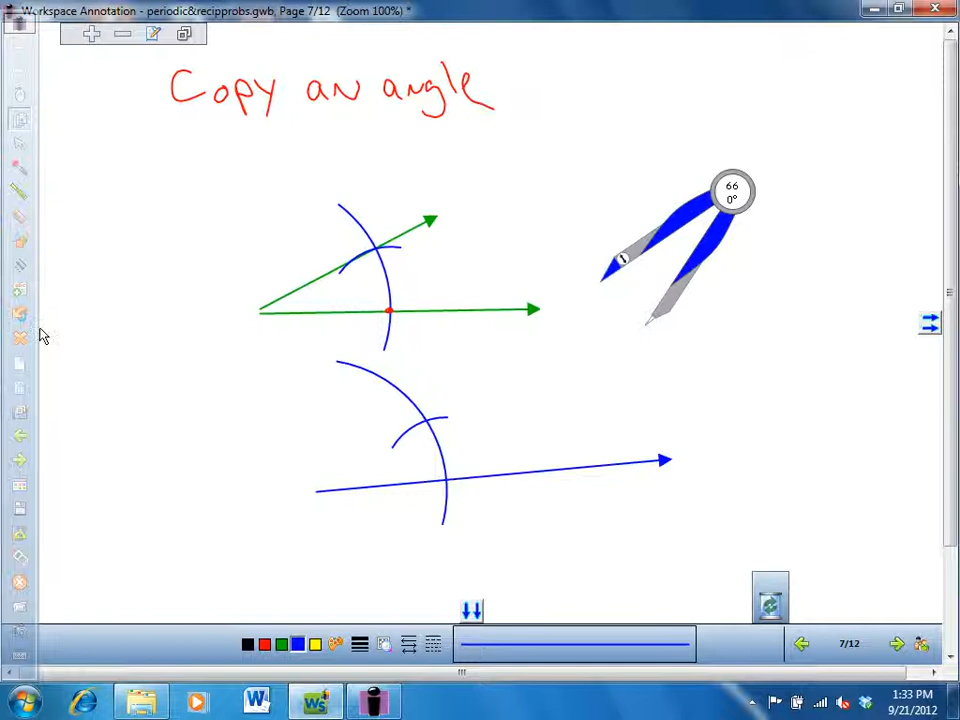 Workspace Annotation - periodic&recipprobs.gwb, Page 7/12 (Zoom 100%) *
Copy an angle
66
0°
7/12
W
Ws
1:33 PM
9/21/2012